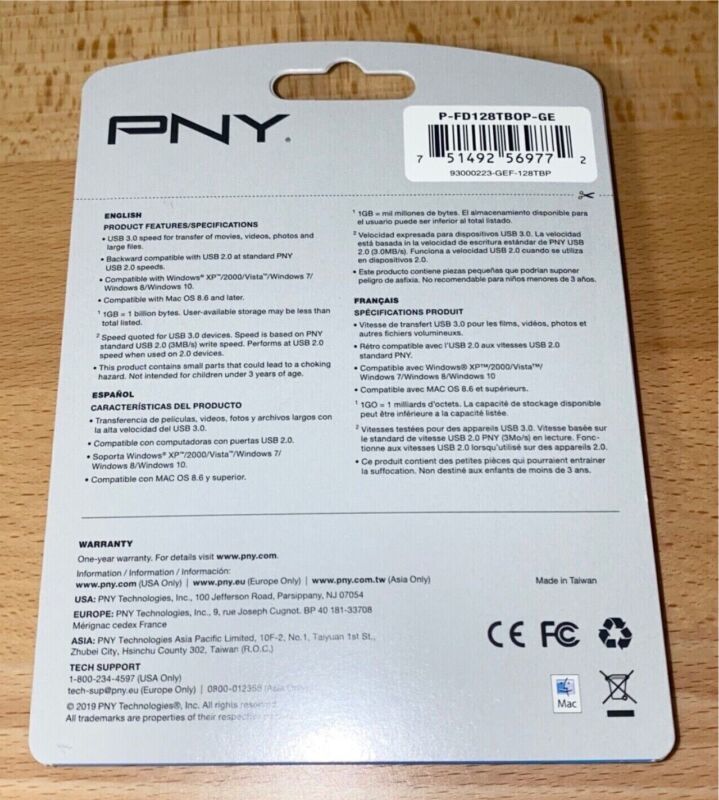 PNY
P-FD128TBOP-GE
7 51492 56977 2
93000223-GEF-128TBP
ENGLISH
PRODUCT FEATURES/SPECIFICATIONS
• USB 3.0 speed for transfer of movies, videos, photos and
large files.
• Backward compatible with USB 2.0 at standard PNY
USB 2.0 speeds.
• Compatible with Windows® XP™/2000/Vista™/Windows 7/
Windows 8/Windows 10.
• Compatible with Mac OS 8.6 and later.
¹ 1GB = 1 billion bytes. User-available storage may be less than
total listed.
² Speed quoted for USB 3.0 devices. Speed is based on PNY
standard USB 2.0 (3MB/s) write speed. Performs at USB 2.0
speed when used on 2.0 devices.
• This product contains small parts that could lead to a choking
hazard. Not intended for children under 3 years of age.
ESPAÑOL
CARACTERÍSTICAS DEL PRODUCTO
• Transferencia de películas, videos, fotos y archivos largos con
la alta velocidad del USB 3.0.
• Compatible con computadoras con puertas USB 2.0.
• Soporta Windows® XP™/2000/Vista™/Windows 7/
Windows 8/Windows 10.
• Compatible con MAC OS 8.6 y superior.
¹ 1GB = mil millones de bytes. El almacenamiento disponible para
el usuario puede ser inferior al total listado.
² Velocidad expresada para dispositivos USB 3.0. La velocidad
está basada in la velocidad de escritura estándar de PNY USB
2.0 (3.0MB/s). Funciona a velocidad USB 2.0 cuando se utiliza
en dispositivos 2.0.
• Este producto contiene piezas pequeñas que podrían suponer
peligro de asfixia. No recomendable para niños menores de 3 años.
FRANÇAIS
SPÉCIFICATIONS PRODUIT
• Vitesse de transfert USB 3.0 pour les films, vidéos, photos et
autres fichiers volumineuxs.
• Rétro compatible avec l'USB 2.0 aux vitesses USB 2.0
standard PNY.
• Compatible avec Windows® XP™/2000/Vista™/
Windows 7/Windows 8/Windows 10
• Compatible avec MAC OS 8.6 et supérieurs.
¹ 1GO = 1 milliards d'octets. La capacité de stockage disponible
peut être inférieure a la capacité listée.
² Vitesses testées pour des appareils USB 3.0. Vitesse basée sur
le standard de vitesse USB 2.0 PNY (3Mo/s) en lecture. Fonc-
tionne aux vitesses USB 2.0 lorsqu'utilisé sur des appareils 2.0.
• Ce produit contient des petites pièces qui pourraient entrainer
la suffocation. Non destiné aux enfants de moins de 3 ans.
WARRANTY
One-year warranty. For details visit www.pny.com.
Information / Information / Información:
www.pny.com (USA Only) | www.pny.eu (Europe Only) | www.pny.com.tw (Asia Only)
USA: PNY Technologies, Inc., 100 Jefferson Road, Parsippany, NJ 07054
EUROPE: PNY Technologies, Inc., 9, rue Joseph Cugnot. BP 40 181-33708
Mérignac cedex France
ASIA: PNY Technologies Asia Pacific Limited, 10F-2, No.1, Taiyuan 1st St.,
Zhubei City, Hsinchu County 302, Taiwan (R.O.C.)
TECH SUPPORT
1-800-234-4597 (USA Only)
tech-sup@pny.eu (Europe Only) | 0800-012358 (Asia Only)
© 2019 PNY Technologies®, Inc. All rights reserved.
All trademarks are properties of their respective
Made in Taiwan
CE FC
Mac